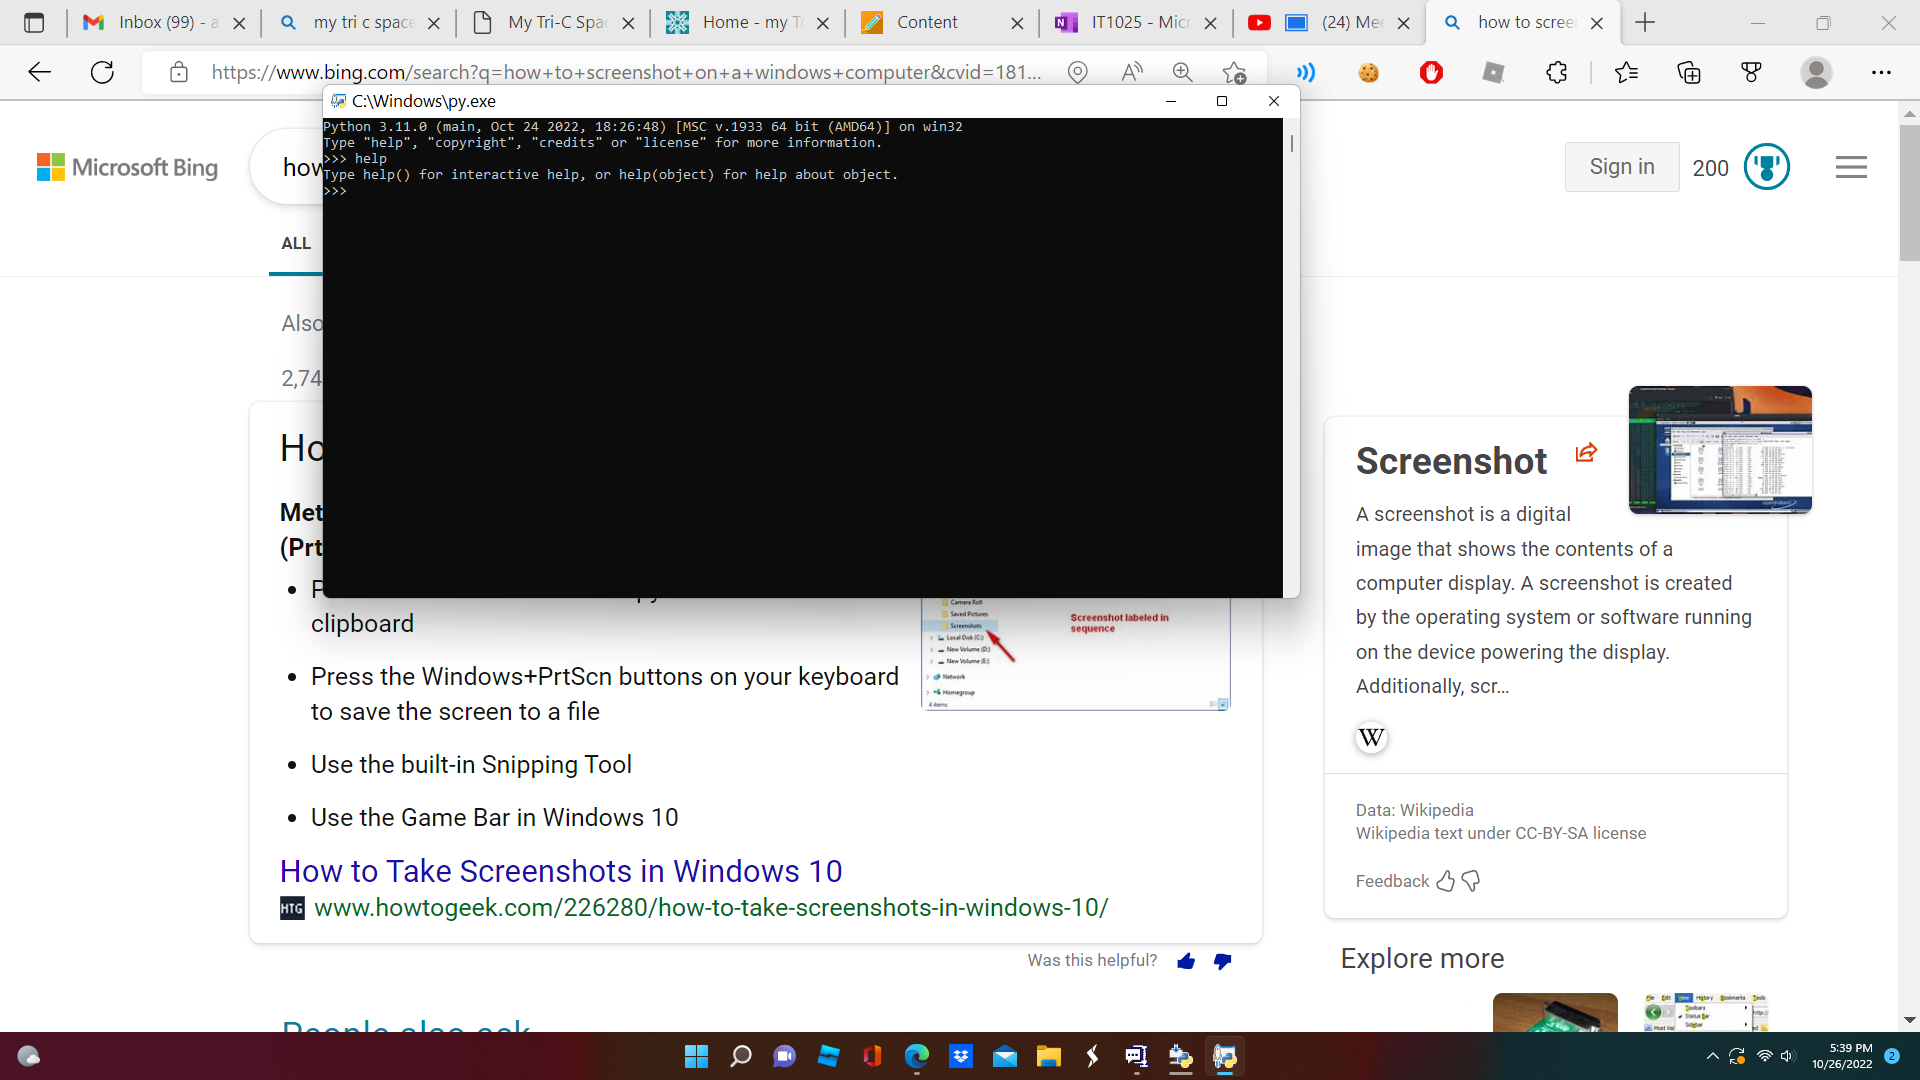 Inbox (99) - a
my tri c space
My Tri-C Spac
Home - my T
Content
IT1025 - Micr
(24) Me
how to scree
https://www.bing.com/search?q=how+to+screenshot+on+a+windows+computer&cvid=181...
C:\Windows\py.exe
Python 3.11.0 (main, Oct 24 2022, 18:26:48) [MSC v.1933 64 bit (AMD64)] on win32
Type "help", "copyright", "credits" or "license" for more information.
>>> help
Type help() for interactive help, or help(object) for help about object.
>>>
Microsoft Bing
how
Sign in
200
ALL
Also
2,74
Ho
Met
(Prt
clipboard
Press the Windows+PrtScn buttons on your keyboard
to save the screen to a file
Use the built-in Snipping Tool
Use the Game Bar in Windows 10
Camera Roll
Saved Pictures
Screenshots
Local Disk (C:)
New Volume (D:)
New Volume (E:)
Network
Homegroup
4 items
Screenshot labeled in
sequence
How to Take Screenshots in Windows 10
HTG
www.howtogeek.com/226280/how-to-take-screenshots-in-windows-10/
Was this helpful?
People also ask
Screenshot
A screenshot is a digital
image that shows the contents of a
computer display. A screenshot is created
by the operating system or software running
on the device powering the display.
Additionally, scr...
W
Data: Wikipedia
Wikipedia text under CC-BY-SA license
Feedback
Explore more
File Edit View History Bookmarks Tools
Toolbars
Status Bar
Sidebar
5:39 PM
10/26/2022
2